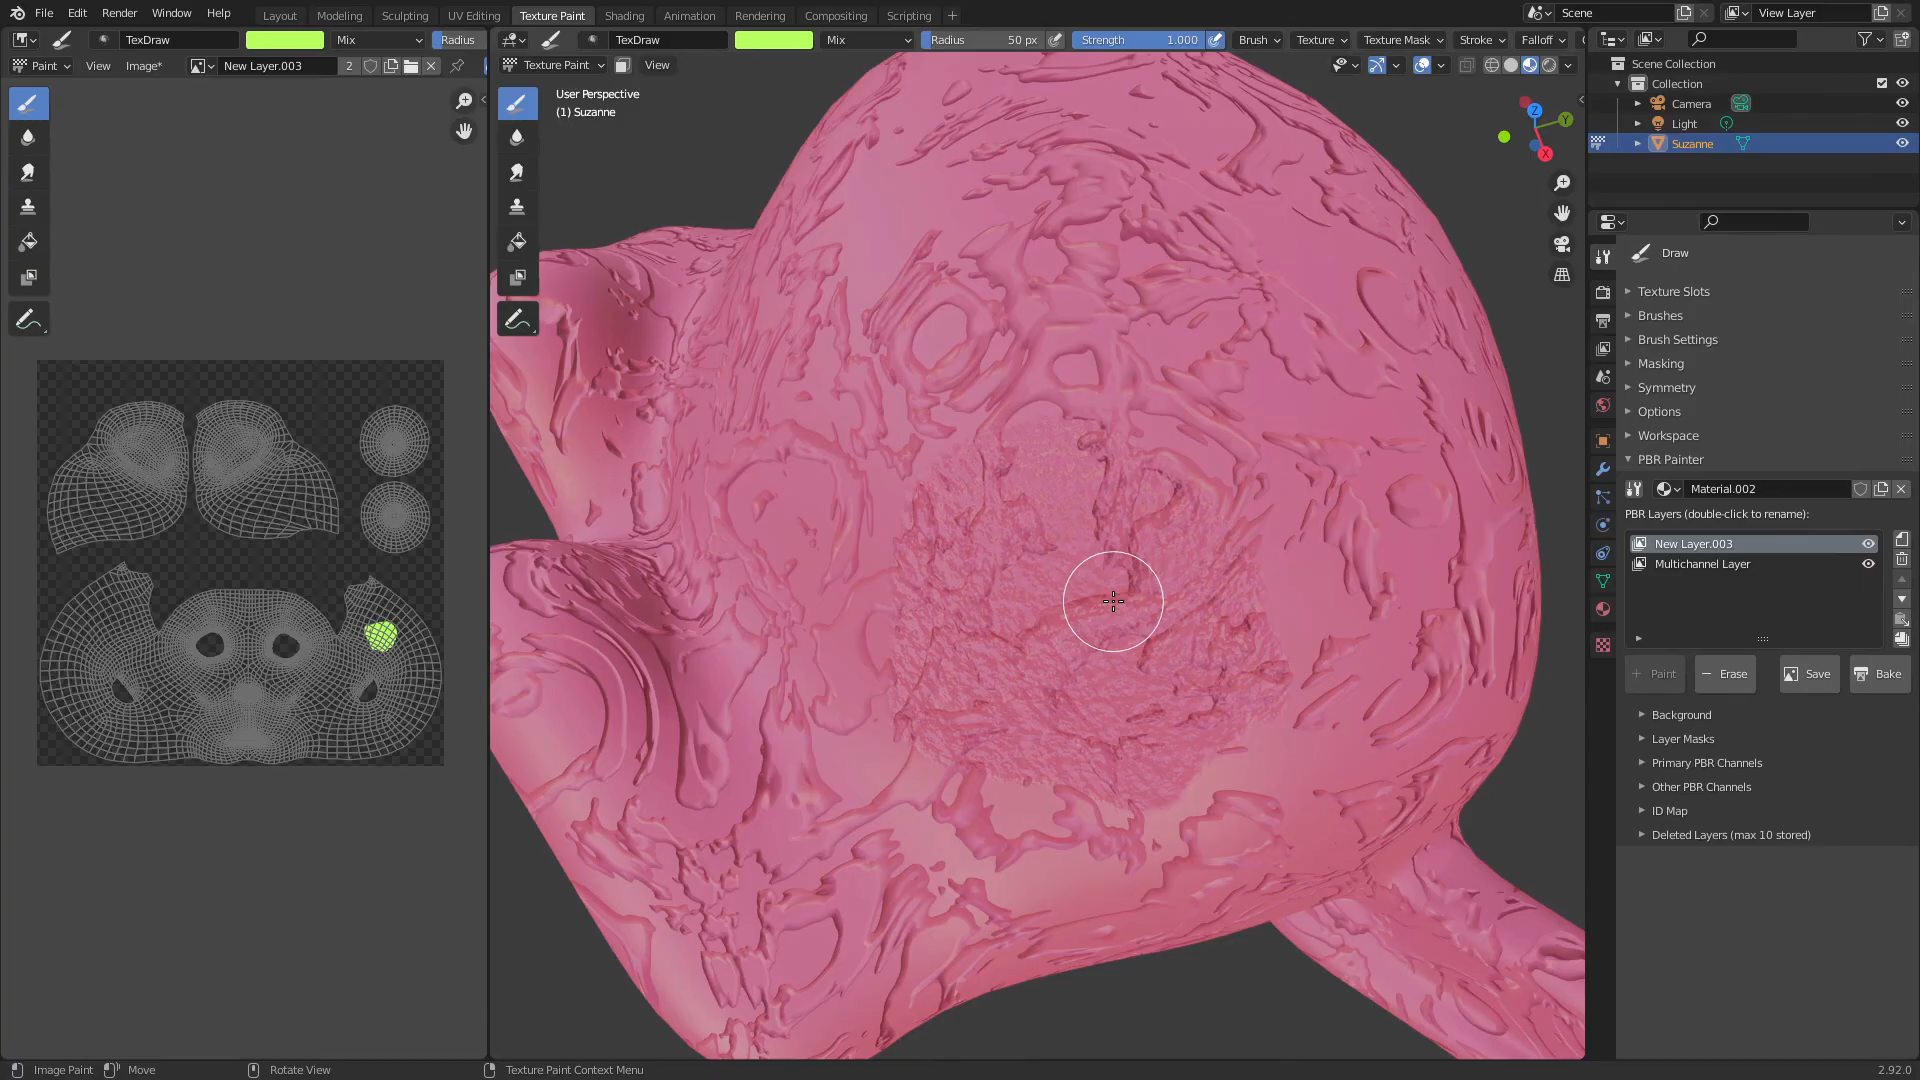 File Edit Render Window Help
Layout Modeling Sculpting UV Editing Texture Paint Shading Animation Rendering Compositing Scripting
Scene
View Layer
TexDraw Mix Radius
TexDraw Mix Radius 50 px Strength 1.000 Brush Texture Texture Mask Stroke Falloff
Paint View Image* New Layer.003 2
Texture Paint View
User Perspective
(1) Suzanne
Z
Y
X
Scene Collection
Collection
Camera
Light
Suzanne
Draw
Texture Slots
Brushes
Brush Settings
Masking
Symmetry
Options
Workspace
PBR Painter
Material.002
PBR Layers (double-click to rename):
New Layer.003
Multichannel Layer
Paint Erase Save Bake
Background
Layer Masks
Primary PBR Channels
Other PBR Channels
ID Map
Deleted Layers (max 10 stored)
Image Paint Move Rotate View Texture Paint Context Menu 2.92.0